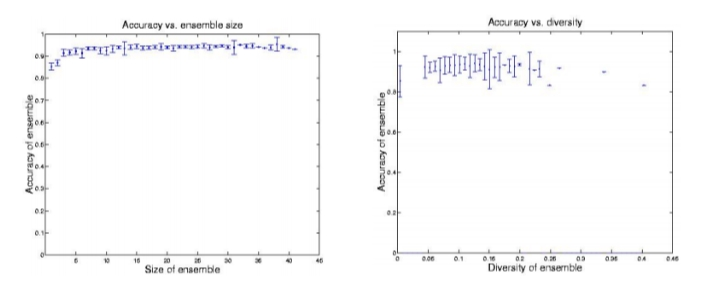 Accuracy vs. ensemble size
Accuracy of ensemble
1
0.9
0.8
0.7
0.6
0.5
0.4
0.3
0.2
0.1
0
5 10 15 20 25 30 35 40 45
Size of ensemble
Accuracy vs. diversity
Accuracy of ensemble
1
0.8
0.6
0.4
0.2
0
0 0.05 0.1 0.15 0.2 0.25 0.3 0.35 0.4 0.45
Diversity of ensemble